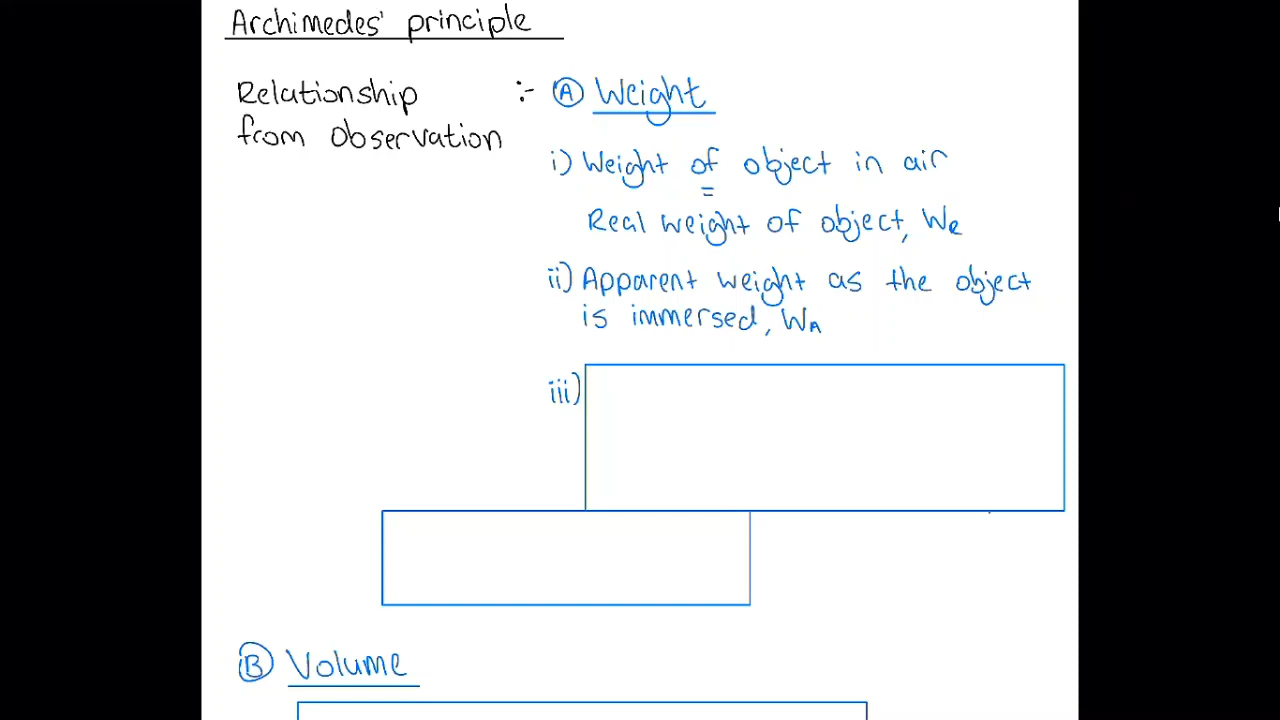 Archimedes' principle
Relationship :- Ⓐ Weight
from observation
i) Weight of object in air
=
Real weight of object, WR
ii) Apparent weight as the object
is immersed, WA
iii)
Ⓑ Volume